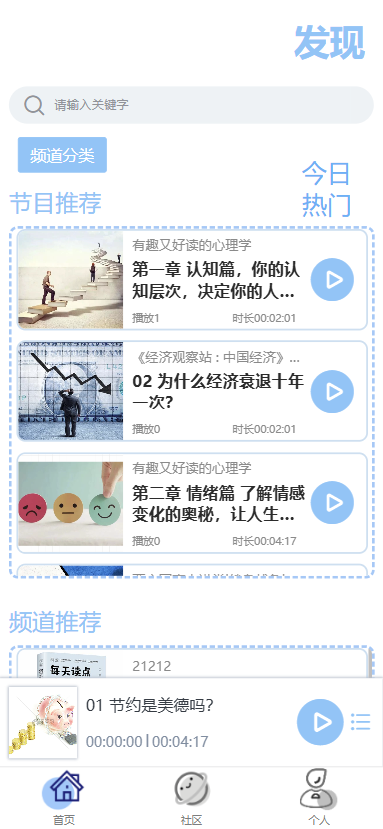 发现
请输入关键字
频道分类
今日
热门
节目推荐
有趣又好读的心理学
第一章 认知篇，你的认
知层次，决定你的人...
播放1
时长00:02:01
《经济观察站 : 中国经济》...
02 为什么经济衰退十年
一次?
播放0
时长00:02:01
有趣又好读的心理学
第二章 情绪篇 了解情感
变化的奥秘，让人生...
播放0
时长00:04:17
频道推荐
每天读点
21212
01 节约是美德吗?
00:00:00 | 00:04:17
首页
社区
个人